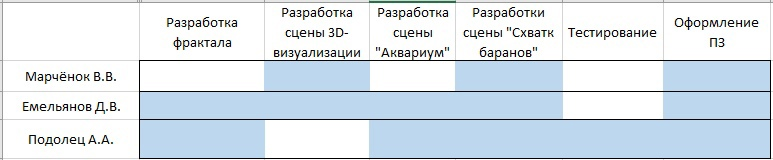 Разработка фрактала
Разработка сцены 3D-визуализации
Разработка сцены "Аквариум"
Разработки сцены "Схватк баранов"
Тестирование
Оформление ПЗ
Марчёнок В.В.
Емельянов Д.В.
Подолец А.А.